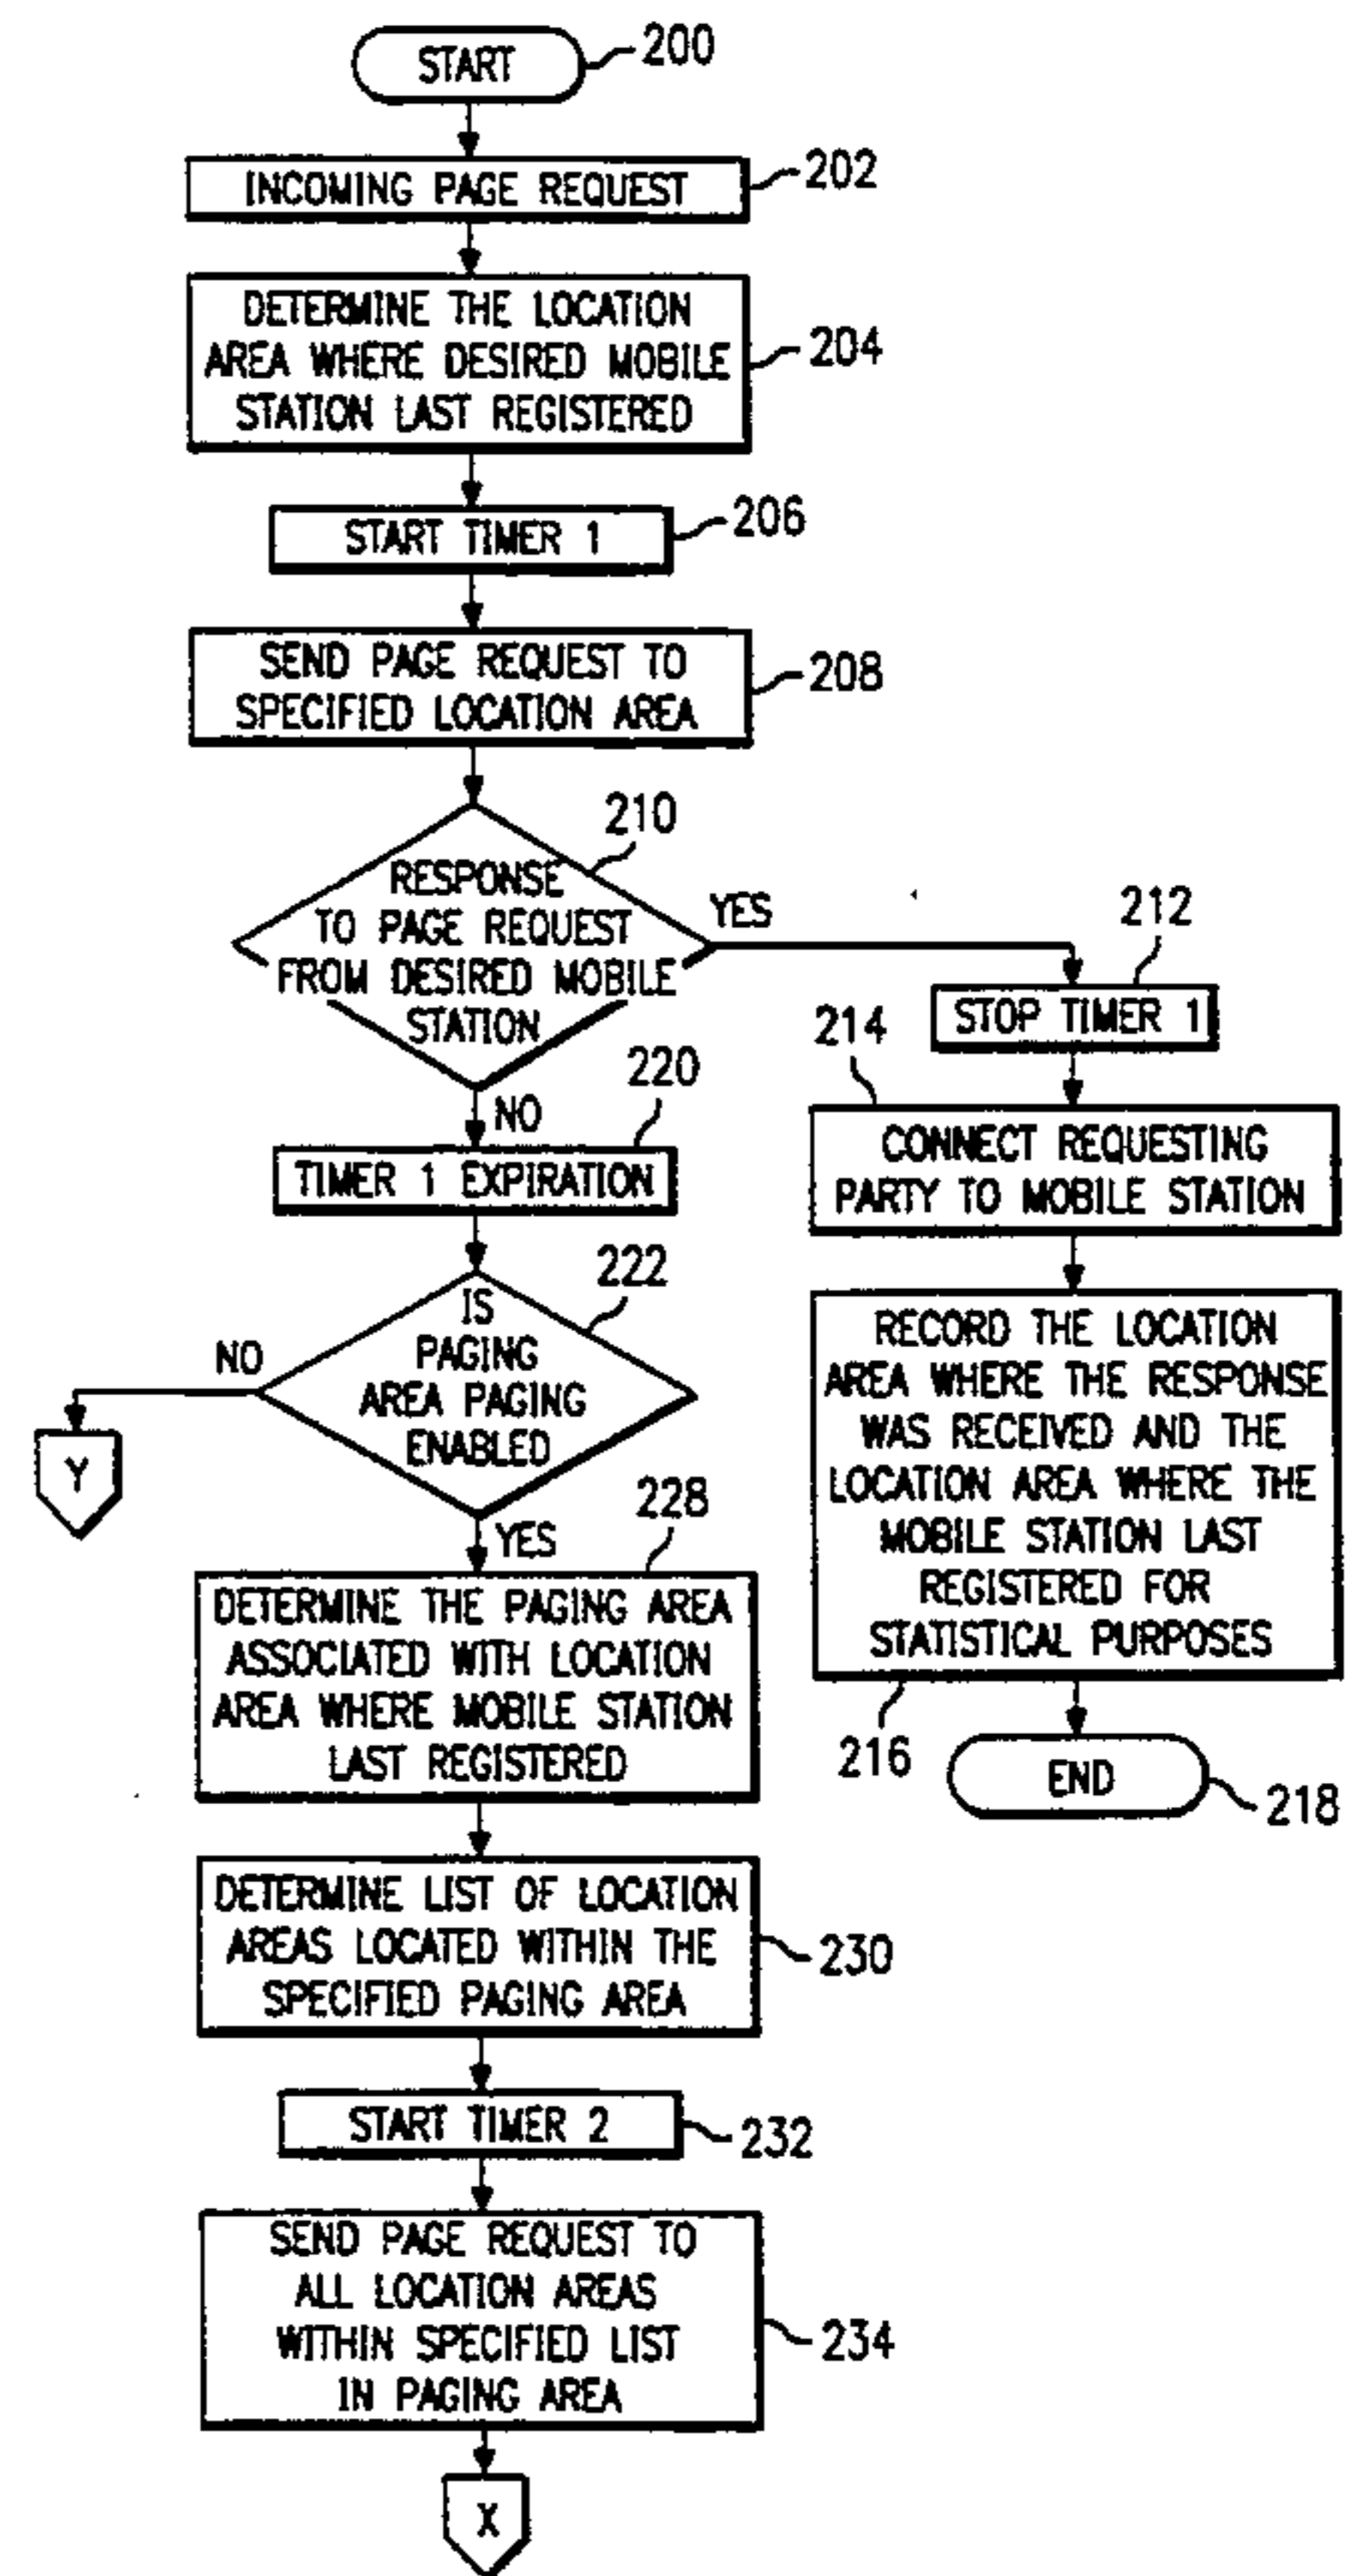 START
200
INCOMING PAGE REQUEST
202
DETERMINE THE LOCATION
AREA WHERE DESIRED MOBILE
STATION LAST REGISTERED
204
START TIMER 1
206
SEND PAGE REQUEST TO
SPECIFIED LOCATION AREA
208
210
RESPONSE
TO PAGE REQUEST
FROM DESIRED MOBILE
STATION
YES
212
STOP TIMER 1
214
CONNECT REQUESTING
PARTY TO MOBILE STATION
RECORD THE LOCATION
AREA WHERE THE RESPONSE
WAS RECEIVED AND THE
LOCATION AREA WHERE THE
MOBILE STATION LAST
REGISTERED FOR
STATISTICAL PURPOSES
216
END
218
NO
220
TIMER 1 EXPIRATION
222
IS
PAGING
AREA PAGING
ENABLED
NO
Y
YES
228
DETERMINE THE PAGING AREA
ASSOCIATED WITH LOCATION
AREA WHERE MOBILE STATION
LAST REGISTERED
DETERMINE LIST OF LOCATION
AREAS LOCATED WITHIN THE
SPECIFIED PAGING AREA
230
START TIMER 2
232
SEND PAGE REQUEST TO
ALL LOCATION AREAS
WITHIN SPECIFIED LIST
IN PAGING AREA
234
X